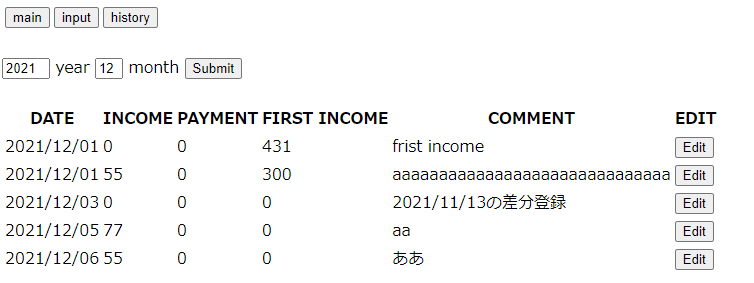 main input history
2021 year 12 month Submit
DATE INCOME PAYMENT FIRST INCOME COMMENT EDIT
2021/12/01 0 0 431 frist income Edit
2021/12/01 55 0 300 aaaaaaaaaaaaaaaaaaaaaaaaaaaaaa Edit
2021/12/03 0 0 0 2021/11/13の差分登録 Edit
2021/12/05 77 0 0 aa Edit
2021/12/06 55 0 0 ああ Edit